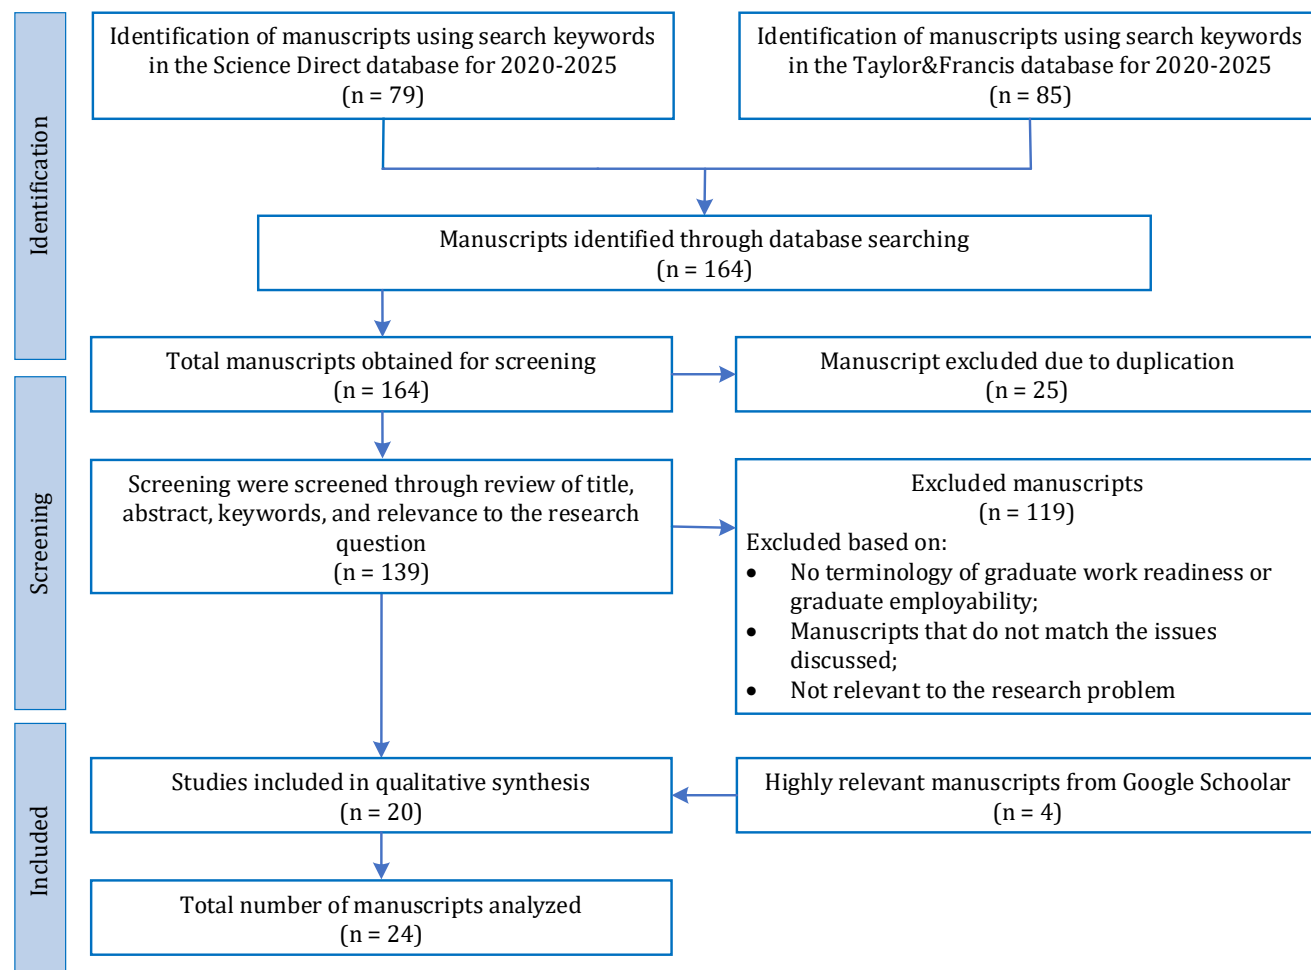 Identification
Identification of manuscripts using search keywords
in the Science Direct database for 2020-2025
(n = 79)
Identification of manuscripts using search keywords
in the Taylor&Francis database for 2020-2025
(n = 85)
Manuscripts identified through database searching
(n = 164)
Total manuscripts obtained for screening
(n = 164)
Manuscript excluded due to duplication
(n = 25)
Screening
Screening were screened through review of title,
abstract, keywords, and relevance to the research
question
(n = 139)
Excluded manuscripts
(n = 119)
Excluded based on:
• No terminology of graduate work readiness or
graduate employability;
• Manuscripts that do not match the issues
discussed;
• Not relevant to the research problem
Included
Studies included in qualitative synthesis
(n = 20)
Highly relevant manuscripts from Google Schoolar
(n = 4)
Total number of manuscripts analyzed
(n = 24)